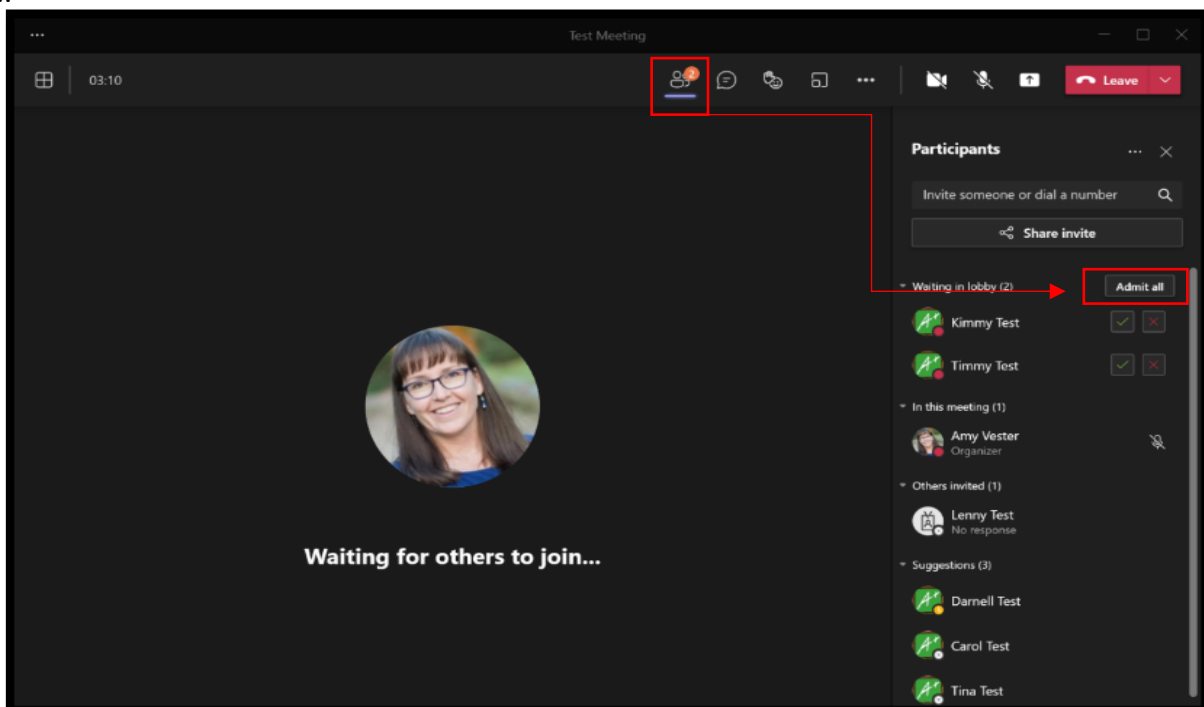 Test Meeting
03:10
2
Leave
Participants
Invite someone or dial a number
Share invite
Waiting in lobby (2)
Admit all
Kimmy Test
Timmy Test
In this meeting (1)
Amy Vester
Organizer
Others invited (1)
Lenny Test
No response
Suggestions (3)
Darnell Test
Carol Test
Tina Test
Waiting for others to join...